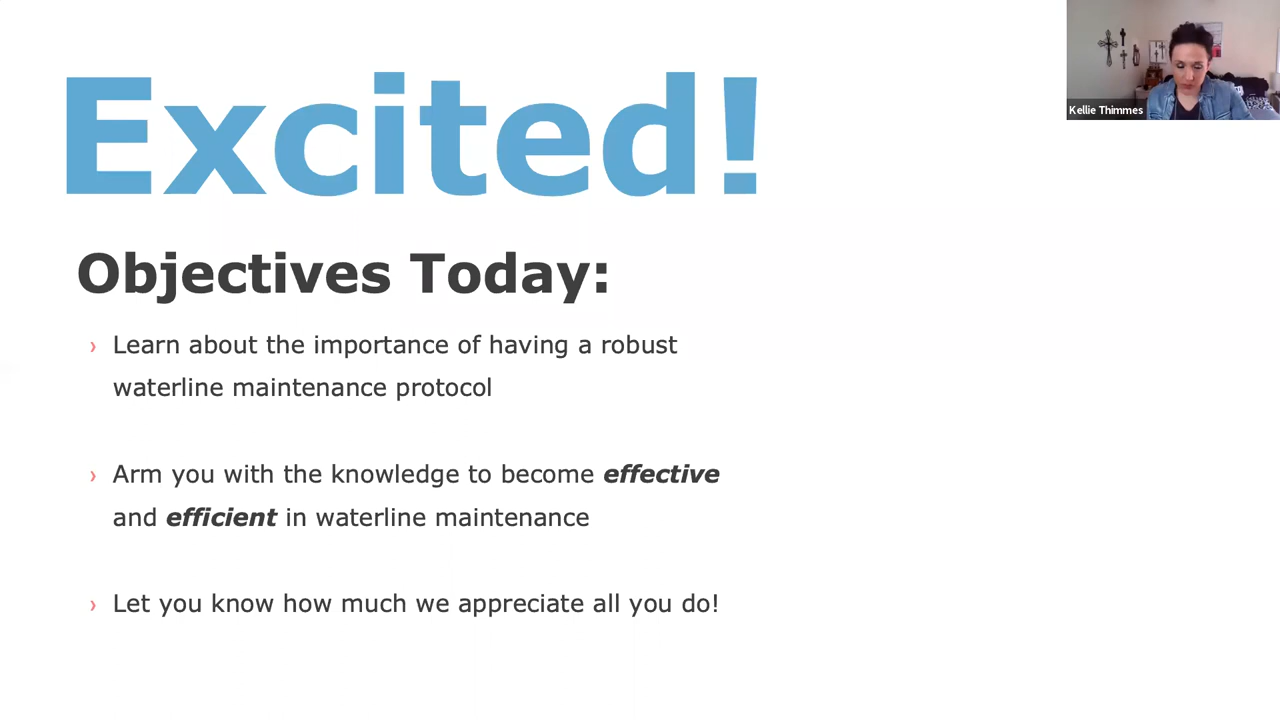 Excited!
Kellie Thimmes
Objectives Today:
› Learn about the importance of having a robust
waterline maintenance protocol
› Arm you with the knowledge to become effective
and efficient in waterline maintenance
› Let you know how much we appreciate all you do!